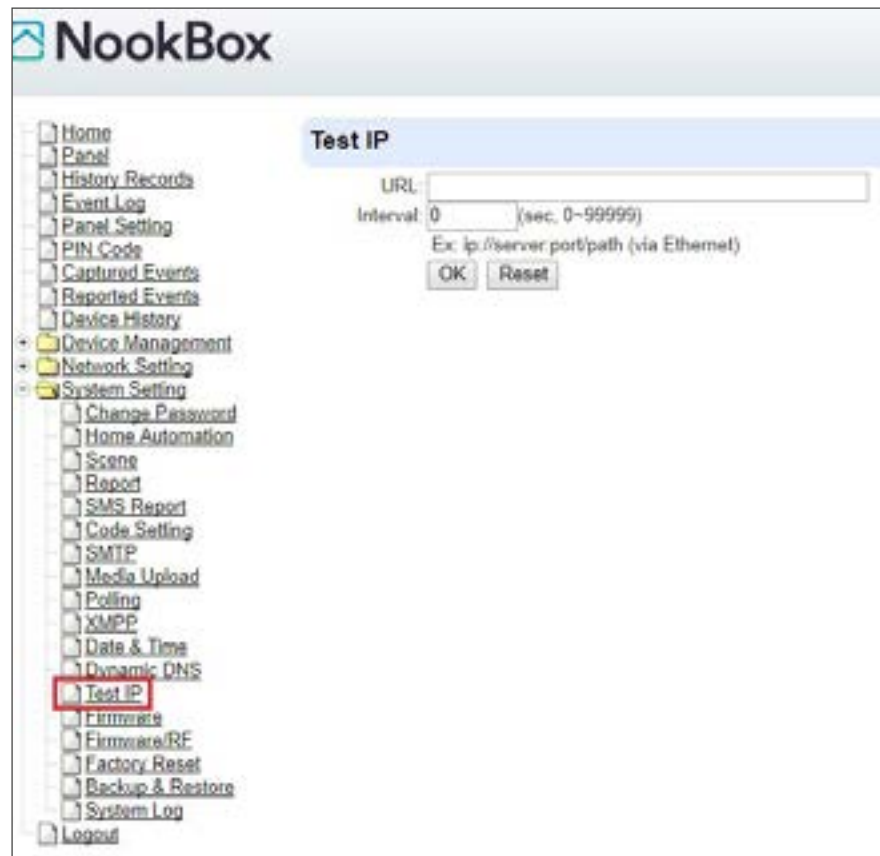 NookBox
Home
Panel
History Records
Event Log
Panel Setting
PIN Code
Captured Events
Reported Events
Device History
Device Management
Network Setting
System Setting
Change Password
Home Automation
Scene
Report
SMS Report
Code Setting
SMTP
Media Upload
Polling
XMPP
Date & Time
Dynamic DNS
Test IP
Firmware
Firmware/RF
Factory Reset
Backup & Restore
System Log
Logout
Test IP
URL:
Interval: 0 (sec, 0~99999)
Ex: ip://server:port/path (via Ethernet)
OK Reset